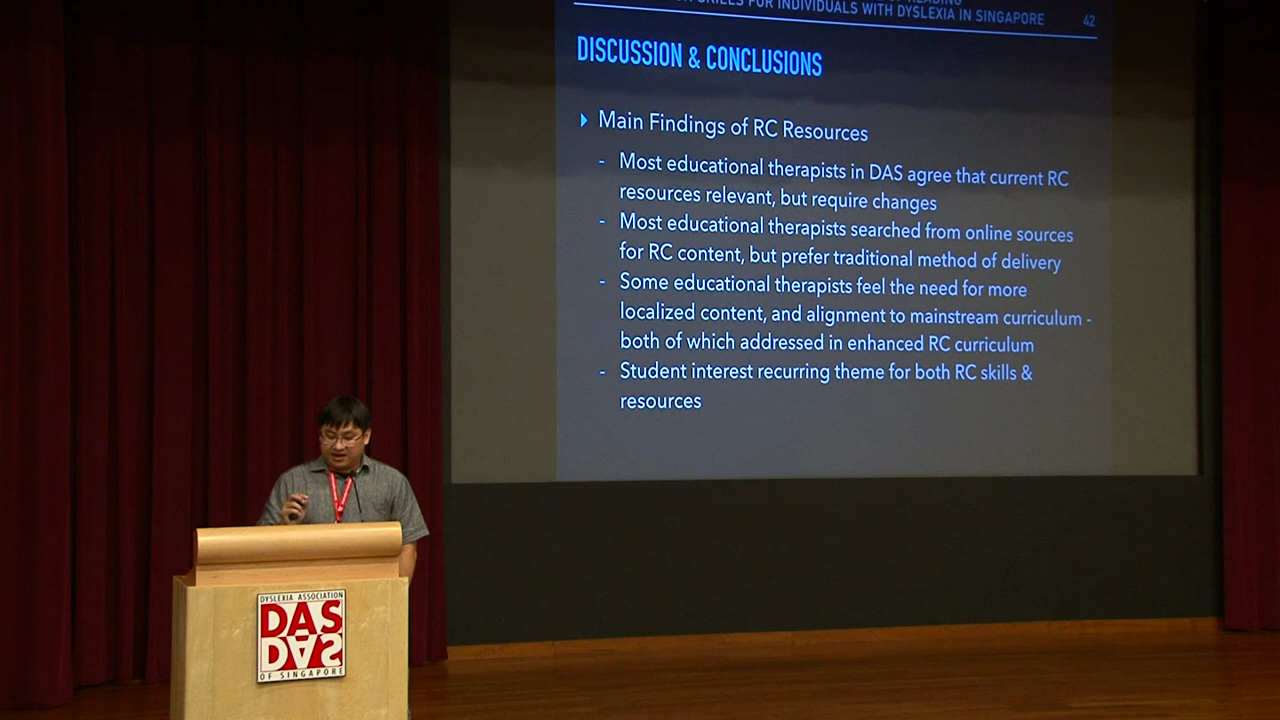 READING
SKILLS FOR INDIVIDUALS WITH DYSLEXIA IN SINGAPORE 42
DISCUSSION & CONCLUSIONS
Main Findings of RC Resources
- Most educational therapists in DAS agree that current RC
resources relevant, but require changes
- Most educational therapists searched from online sources
for RC content, but prefer traditional method of delivery
- Some educational therapists feel the need for more
localized content, and alignment to mainstream curriculum -
both of which addressed in enhanced RC curriculum
- Student interest recurring theme for both RC skills &
resources
DYSLEXIA ASSOCIATION
DAS
DAS
OF SINGAPORE